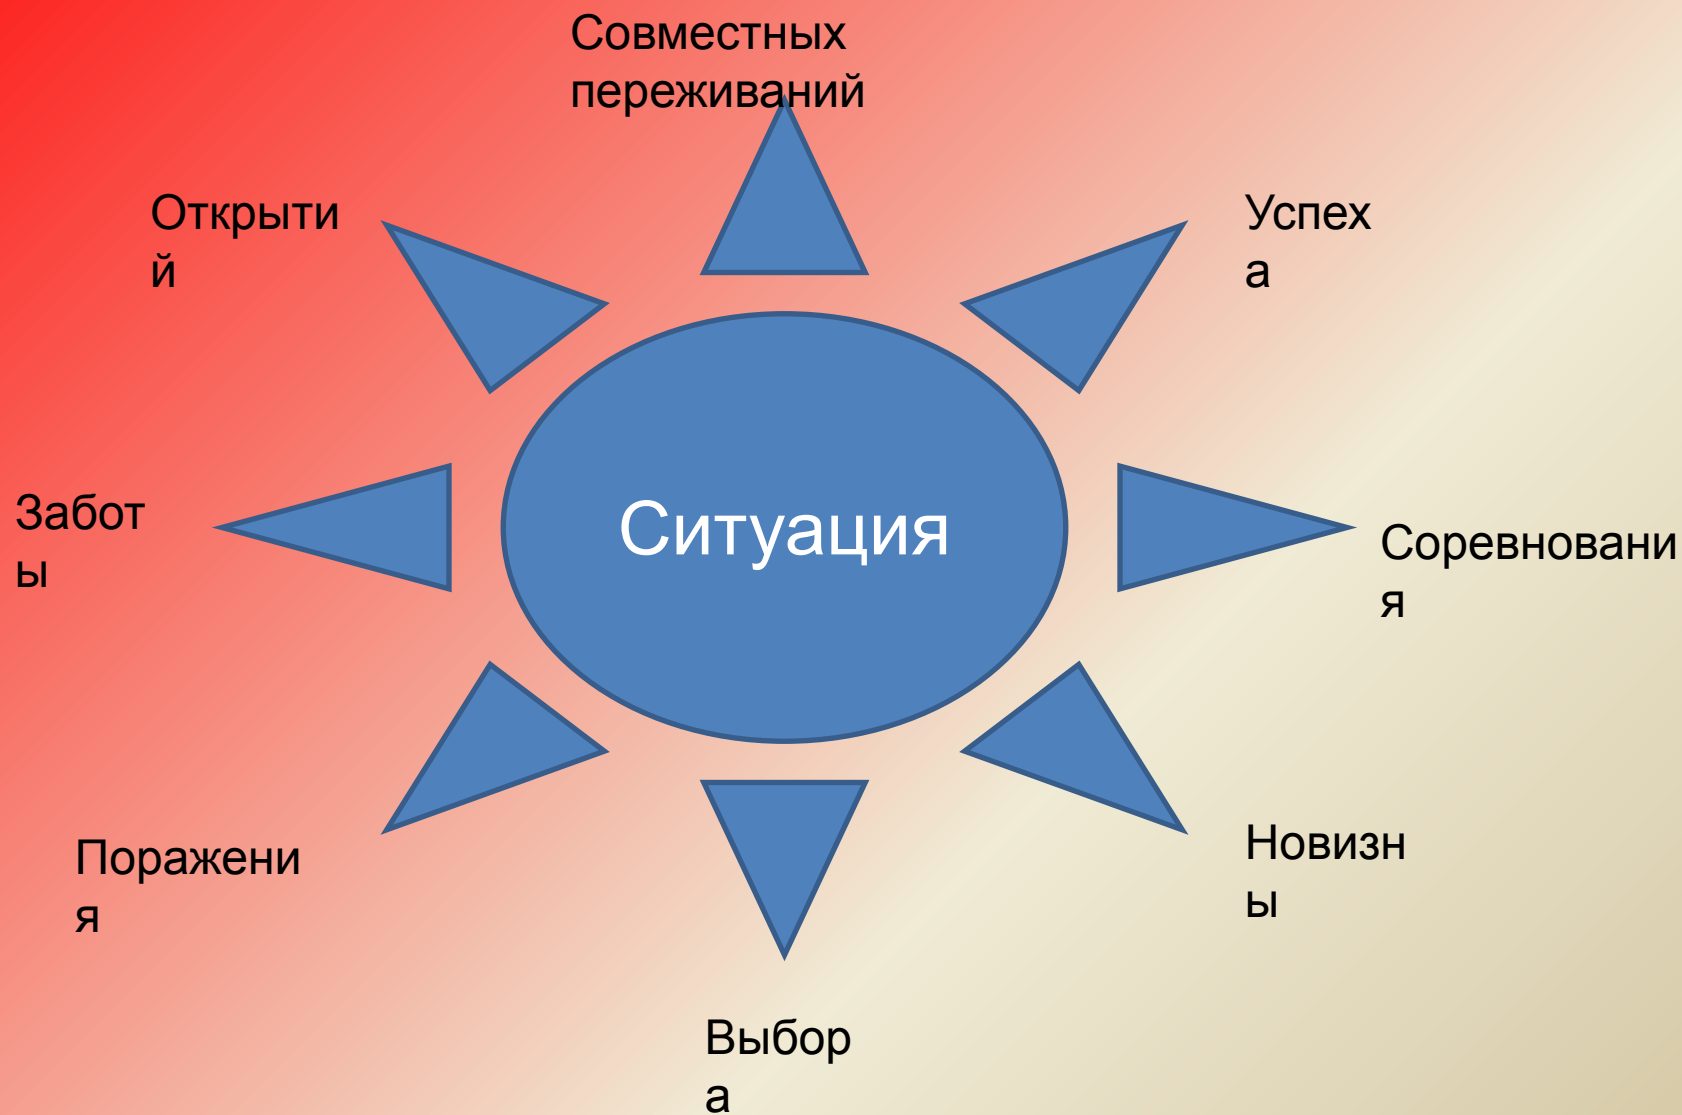 Совместных
переживаний
Открыти
й
Успех
а
Забот
ы
Ситуация
Соревновани
я
Поражени
я
Новизн
ы
Выбор
а